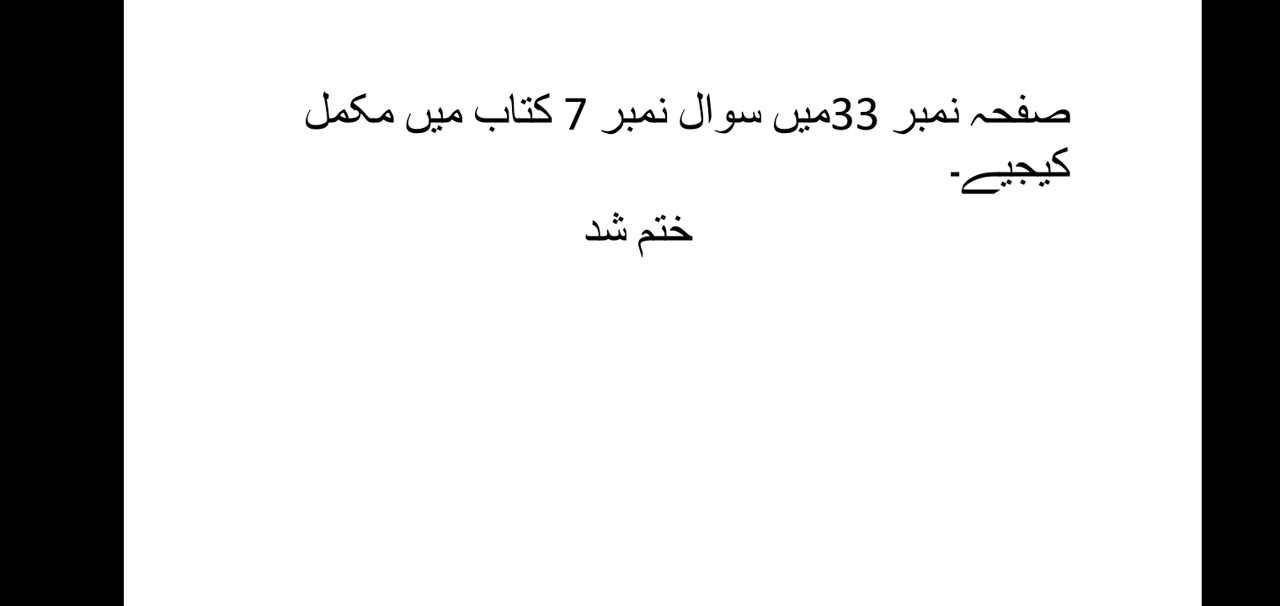 صفحہ نمبر 33میں سوال نمبر 7 کتاب میں مکمل
کیجیے۔
ختم شد